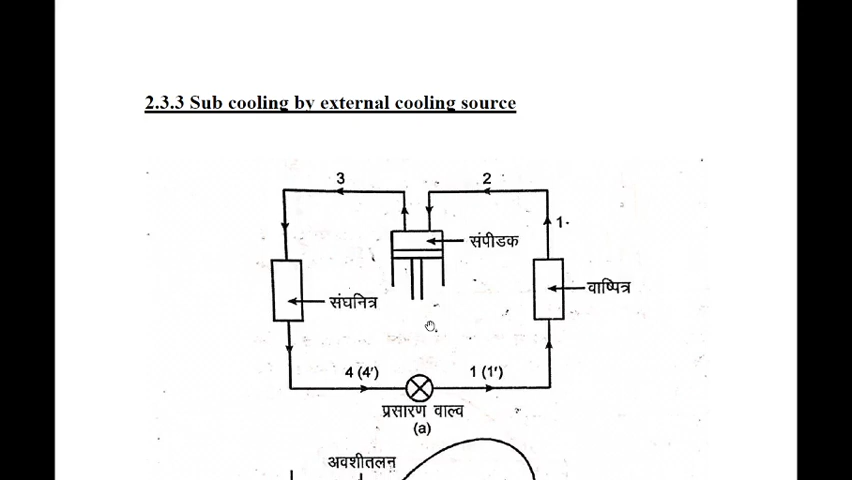 2.3.3 Sub cooling by external cooling source
3
2
1
संपीडक
वाष्पित्र
संघनित्र
4 (4′)
1 (1′)
प्रसारण वाल्व
(a)
अवशीतलन